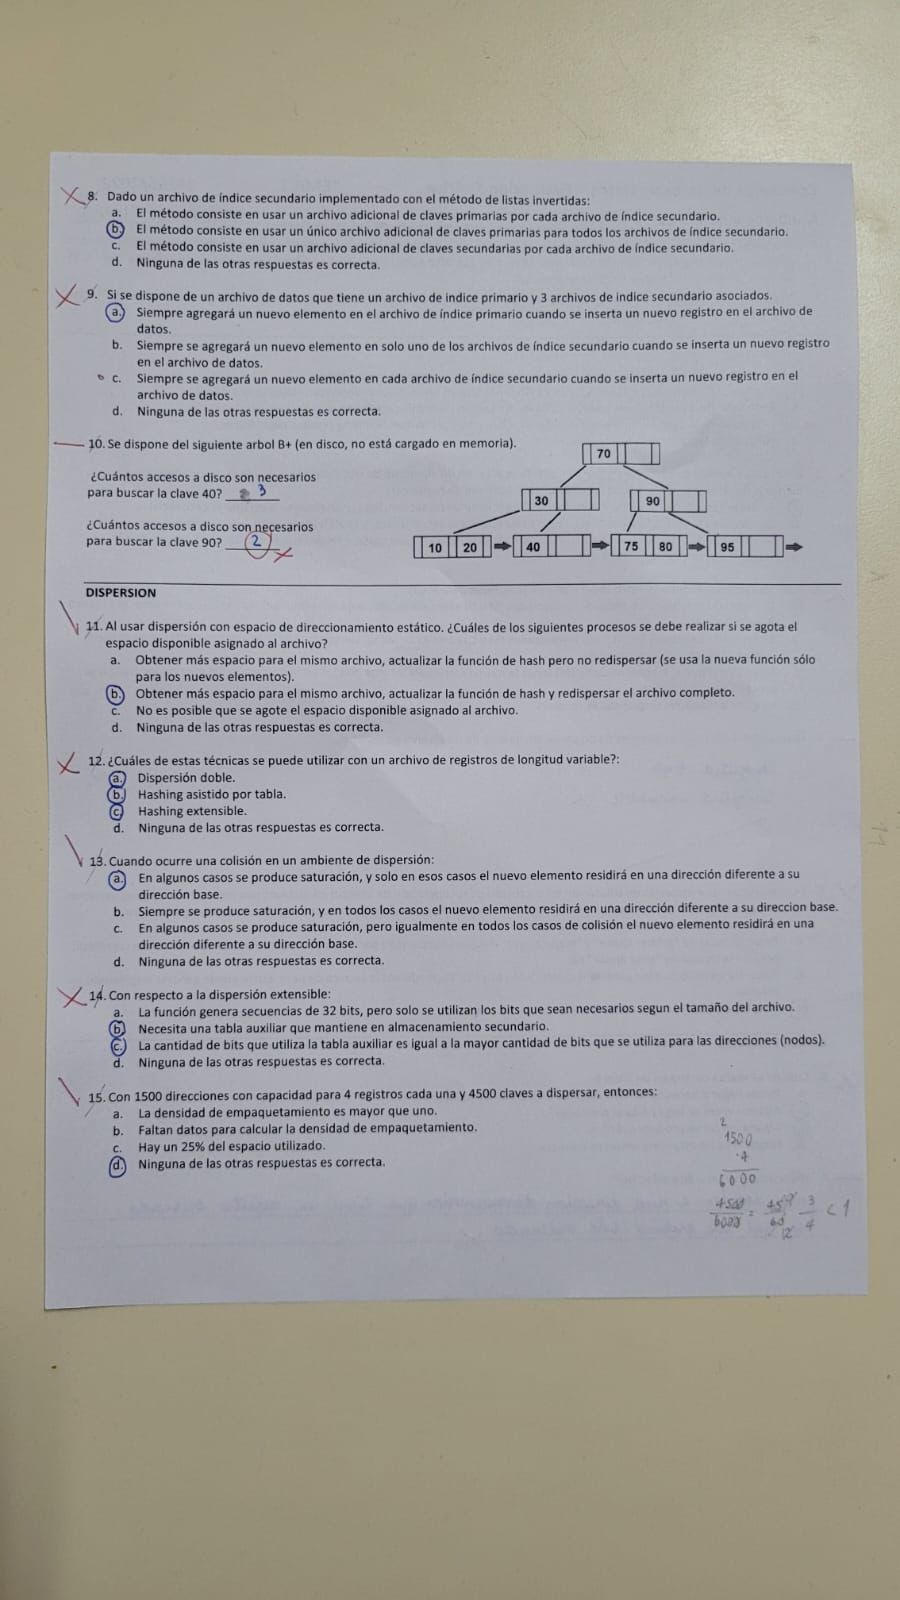 8. Dado un archivo de índice secundario implementado con el método de listas invertidas:
a. El método consiste en usar un archivo adicional de claves primarias por cada archivo de índice secundario.
b. El método consiste en usar un único archivo adicional de claves primarias para todos los archivos de índice secundario.
c. El método consiste en usar un archivo adicional de claves secundarias por cada archivo de índice secundario.
d. Ninguna de las otras respuestas es correcta.
9. Si se dispone de un archivo de datos que tiene un archivo de indice primario y 3 archivos de indice secundario asociados.
a. Siempre agregará un nuevo elemento en el archivo de índice primario cuando se inserta un nuevo registro en el archivo de
datos.
b. Siempre se agregará un nuevo elemento en solo uno de los archivos de índice secundario cuando se inserta un nuevo registro
en el archivo de datos.
c. Siempre se agregará un nuevo elemento en cada archivo de índice secundario cuando se inserta un nuevo registro en el
archivo de datos.
d. Ninguna de las otras respuestas es correcta.
10. Se dispone del siguiente arbol B+ (en disco, no está cargado en memoria).
70
¿Cuántos accesos a disco son necesarios
para buscar la clave 40? 3
30 90
¿Cuántos accesos a disco son necesarios
para buscar la clave 90? 2
10 20 40 75 80 95
DISPERSION
11. Al usar dispersión con espacio de direccionamiento estático. ¿Cuáles de los siguientes procesos se debe realizar si se agota el
espacio disponible asignado al archivo?
a. Obtener más espacio para el mismo archivo, actualizar la función de hash pero no redispersar (se usa la nueva función sólo
para los nuevos elementos).
b. Obtener más espacio para el mismo archivo, actualizar la función de hash y redispersar el archivo completo.
c. No es posible que se agote el espacio disponible asignado al archivo.
d. Ninguna de las otras respuestas es correcta.
12. ¿Cuáles de estas técnicas se puede utilizar con un archivo de registros de longitud variable?:
a. Dispersión doble.
b. Hashing asistido por tabla.
c. Hashing extensible.
d. Ninguna de las otras respuestas es correcta.
13. Cuando ocurre una colisión en un ambiente de dispersión:
a. En algunos casos se produce saturación, y solo en esos casos el nuevo elemento residirá en una dirección diferente a su
dirección base.
b. Siempre se produce saturación, y en todos los casos el nuevo elemento residirá en una dirección diferente a su direccion base.
c. En algunos casos se produce saturación, pero igualmente en todos los casos de colisión el nuevo elemento residirá en una
dirección diferente a su dirección base.
d. Ninguna de las otras respuestas es correcta.
14. Con respecto a la dispersión extensible:
a. La función genera secuencias de 32 bits, pero solo se utilizan los bits que sean necesarios segun el tamaño del archivo.
b. Necesita una tabla auxiliar que mantiene en almacenamiento secundario.
c. La cantidad de bits que utiliza la tabla auxiliar es igual a la mayor cantidad de bits que se utiliza para las direcciones (nodos).
d. Ninguna de las otras respuestas es correcta.
15. Con 1500 direcciones con capacidad para 4 registros cada una y 4500 claves a dispersar, entonces:
a. La densidad de empaquetamiento es mayor que uno.
b. Faltan datos para calcular la densidad de empaquetamiento.
c. Hay un 25% del espacio utilizado.
d. Ninguna de las otras respuestas es correcta.
2
1500
4
6000
4500 45 3 < 1
6000 60 4
12